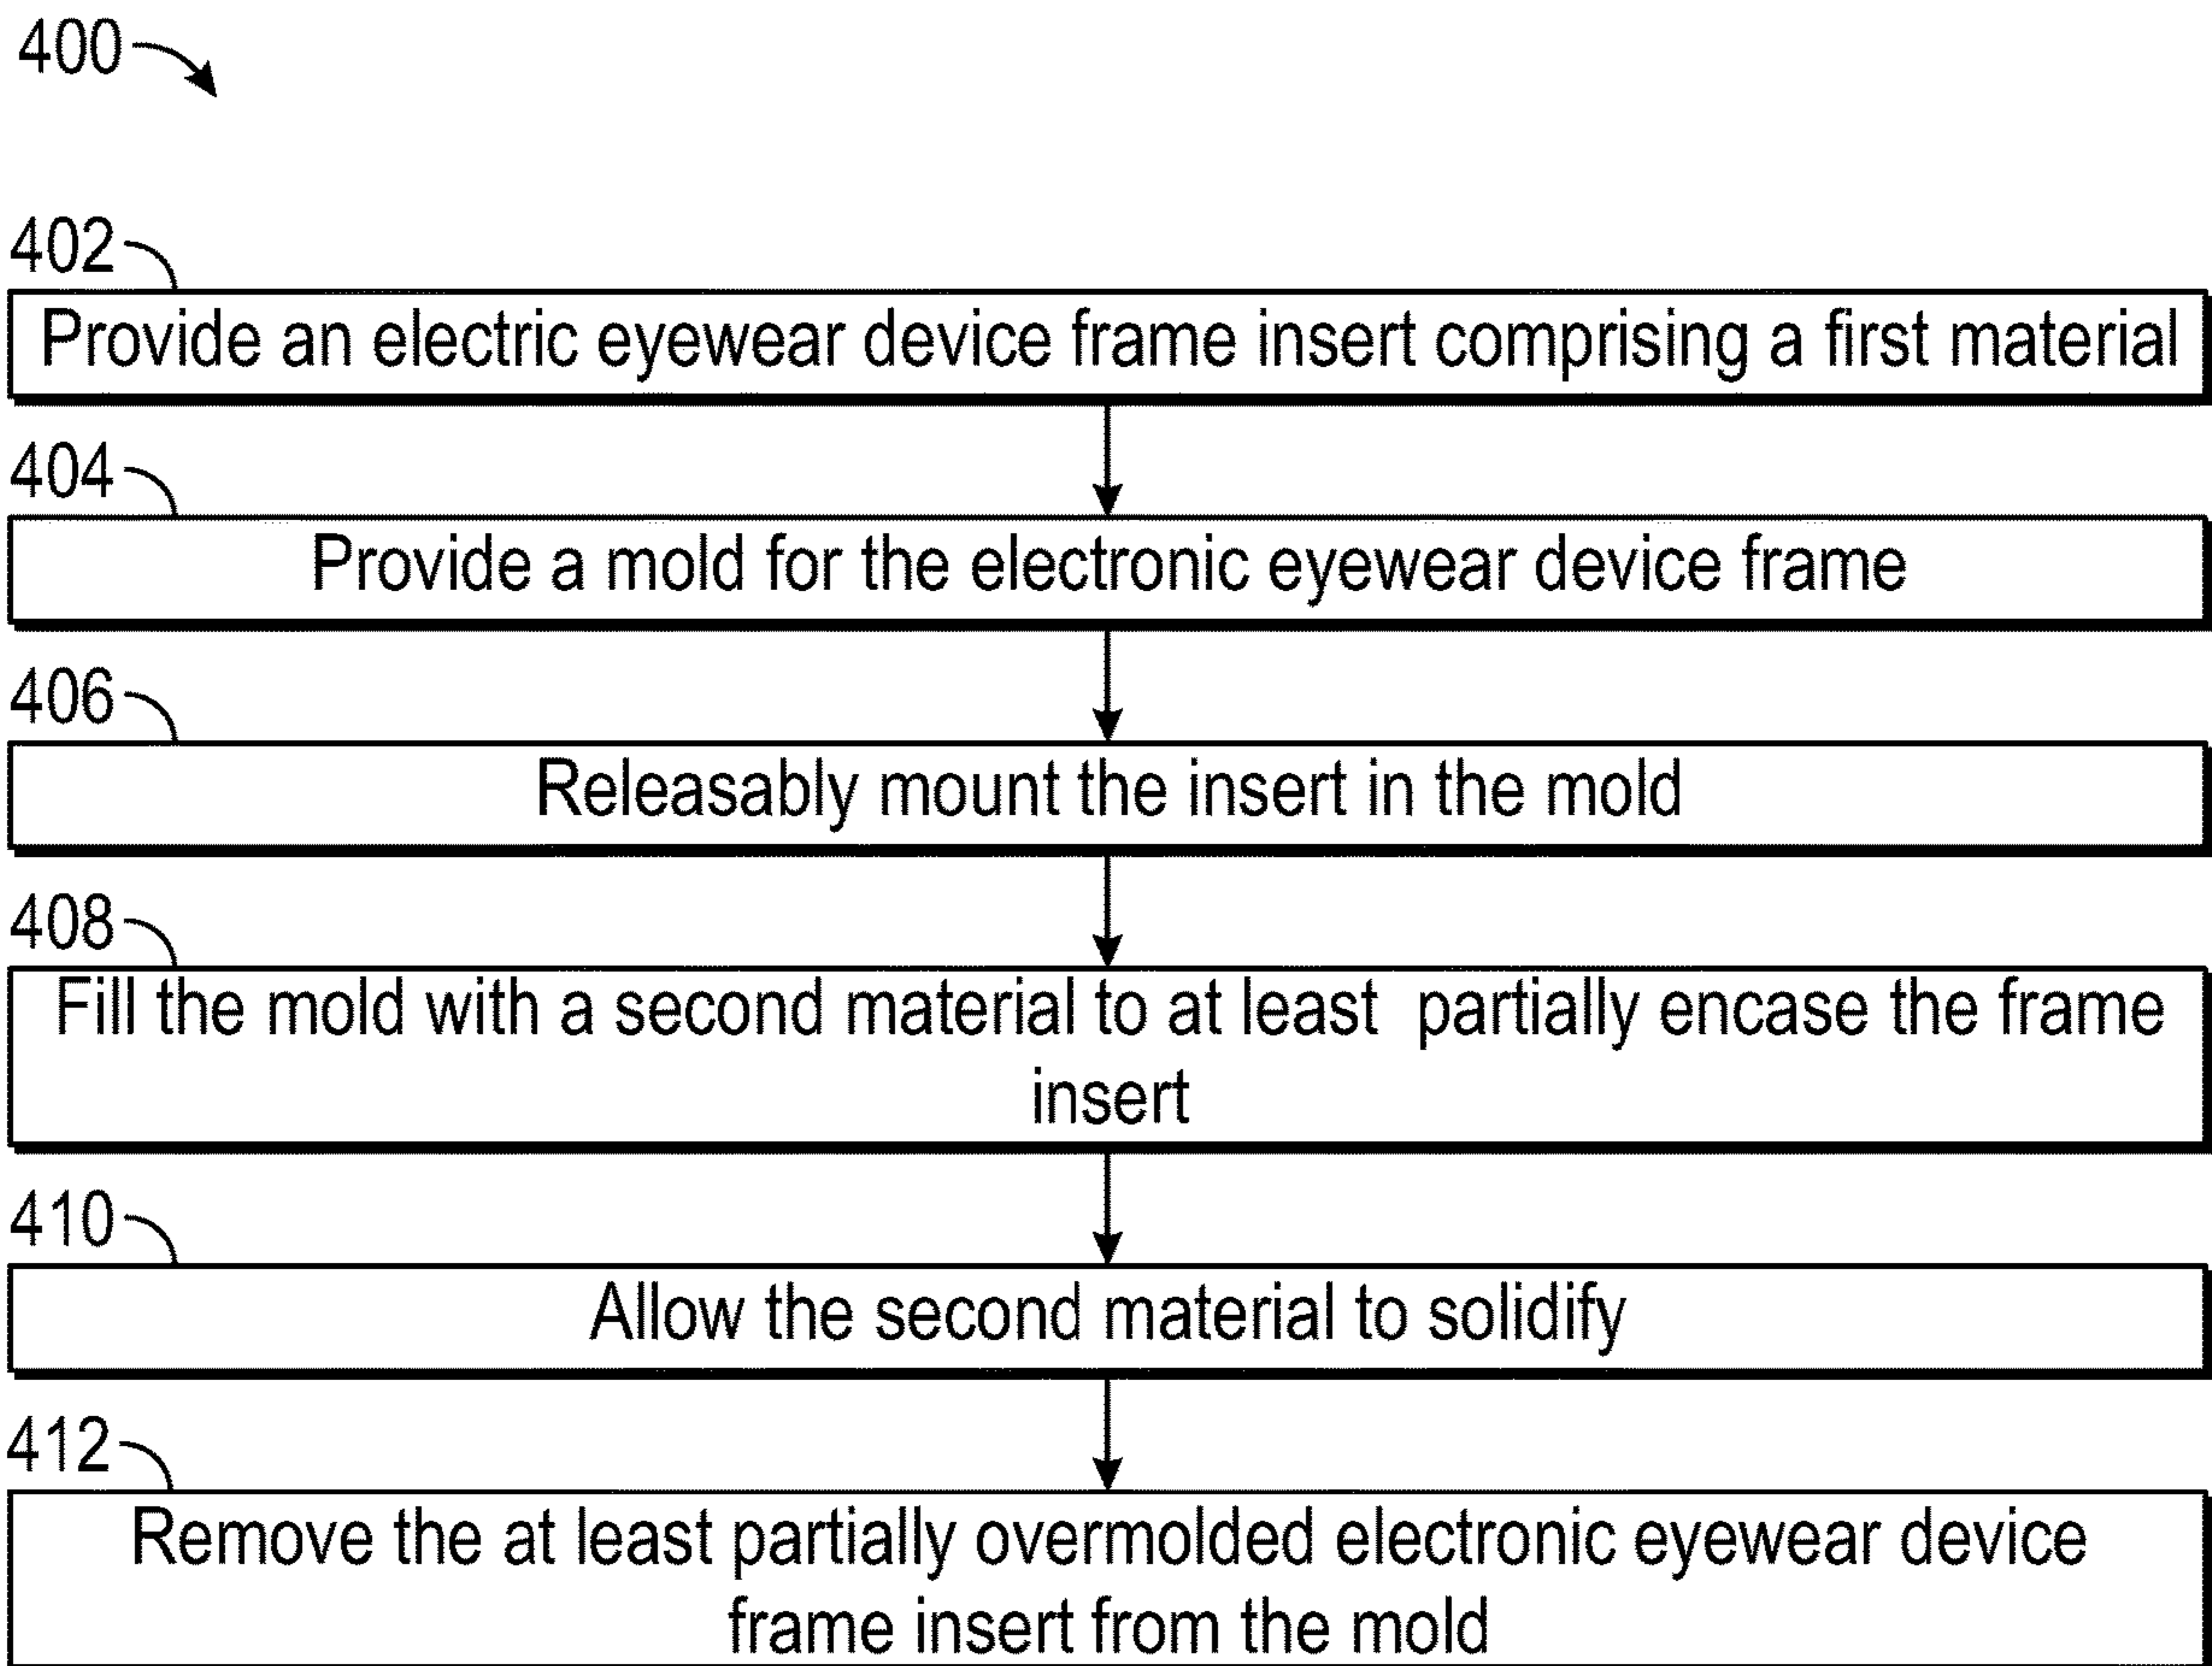 400
402
Provide an electric eyewear device frame insert comprising a first material
404
Provide a mold for the electronic eyewear device frame
406
Releasably mount the insert in the mold
408
Fill the mold with a second material to at least partially encase the frame
insert
410
Allow the second material to solidify
412
Remove the at least partially overmolded electronic eyewear device
frame insert from the mold